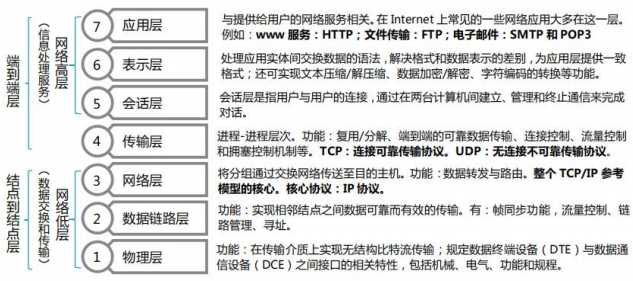 端到端层
（信息处理服务）
网络高层
7 应用层
与提供给用户的网络服务相关。在 Internet 上常见的一些网络应用大多在这一层。
例如：www 服务：HTTP；文件传输：FTP；电子邮件：SMTP 和 POP3
6 表示层
处理应用实体间交换数据的语法，解决格式和数据表示的差别，为应用层提供一致
格式；还可实现文本压缩/解压缩、数据加密/解密、字符编码的转换等功能。
5 会话层
会话层是指用户与用户的连接，通过在两台计算机间建立、管理和终止通信来完成
对话。
4 传输层
进程-进程层次。功能：复用/分解、端到端的可靠数据传输、连接控制、流量控制
和拥塞控制机制等。TCP：连接可靠传输协议。UDP：无连接不可靠传输协议。
结点到结点层
（数据交换和传输）
网络低层
3 网络层
将分组通过交换网络传送至目的主机。功能：数据转发与路由。整个 TCP/IP 参考
模型的核心。核心协议：IP 协议。
2 数据链路层
功能：实现相邻结点之间数据可靠而有效的传输。有：帧同步功能，流量控制、链
路管理、寻址。
1 物理层
功能：在传输介质上实现无结构比特流传输；规定数据终端设备（DTE）与数据通
信设备（DCE）之间接口的相关特性，包括机械、电气、功能和规程。